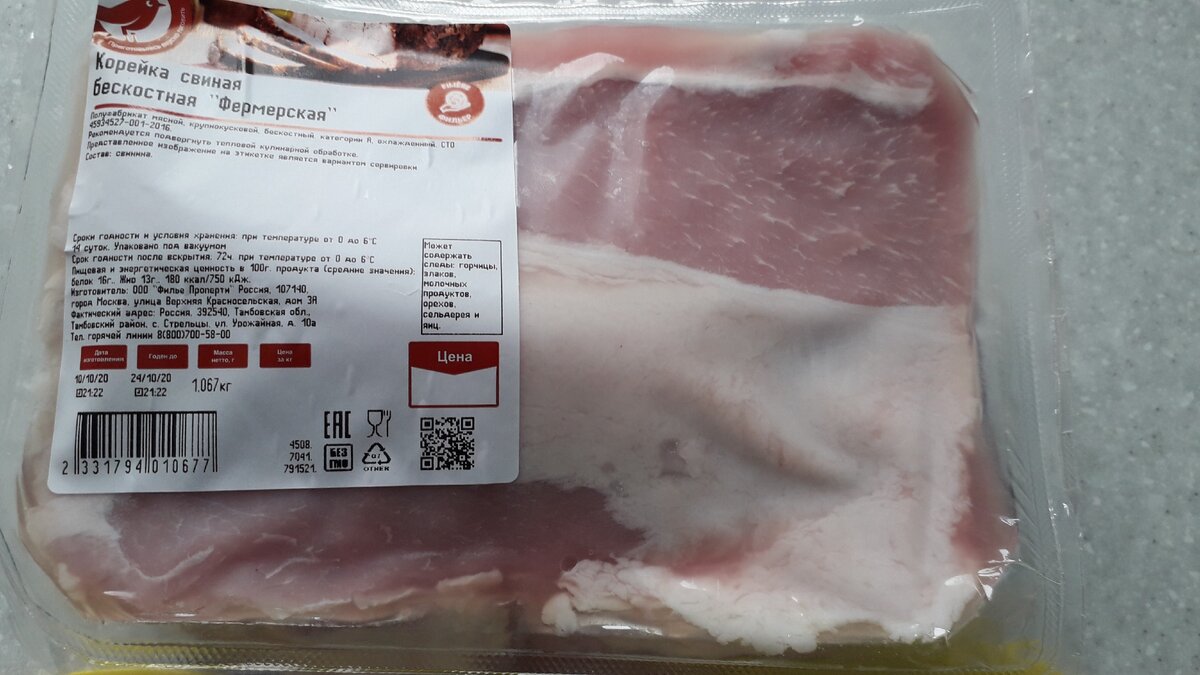 Корейка свиная
бескостная "Фермерская"
Полуфабрикат мясной, крупнокусковой, бескостный, категории А, охлажденный. СТО
45934527-001-2016.
Рекомендуется подвергнуть тепловой кулинарной обработке.
Представленное изображение на этикетке является вариантом сервировки
Состав: свинина.
Сроки годности и условия хранения: при температуре от 0 до 6°С
14 суток. Упаковано под вакуумом
Срок годности после вскрытия: 72ч. при температуре от 0 до 6°С
Пищевая и энергетическая ценность в 100г. продукта (средние значения):
белок 16г., Жир 13г., 180 ккал/750 кДж.
Изготовитель: ООО "Филье Проперти" Россия, 107140,
город Москва, улица Верхняя Красносельская, дом 3А
Фактический адрес: Россия, 392540, Тамбовская обл.,
Тамбовский район, с. Стрельцы, ул. Урожайная, д. 10а
Тел. горячей линии 8(800)700-58-00
Может
содержать
следы: горчицы,
злаков,
молочных
продуктов,
орехов,
сельдерея и
яиц.
Дата изготовления
Годен до
Масса нетто, г
Цена за кг
Цена
10/10/20 24/10/20 1.067кг
21:22 21:22
2 331794 010677
EAC
4508.
7041.
791521.
БЕЗ
ГМО
07
OTHER